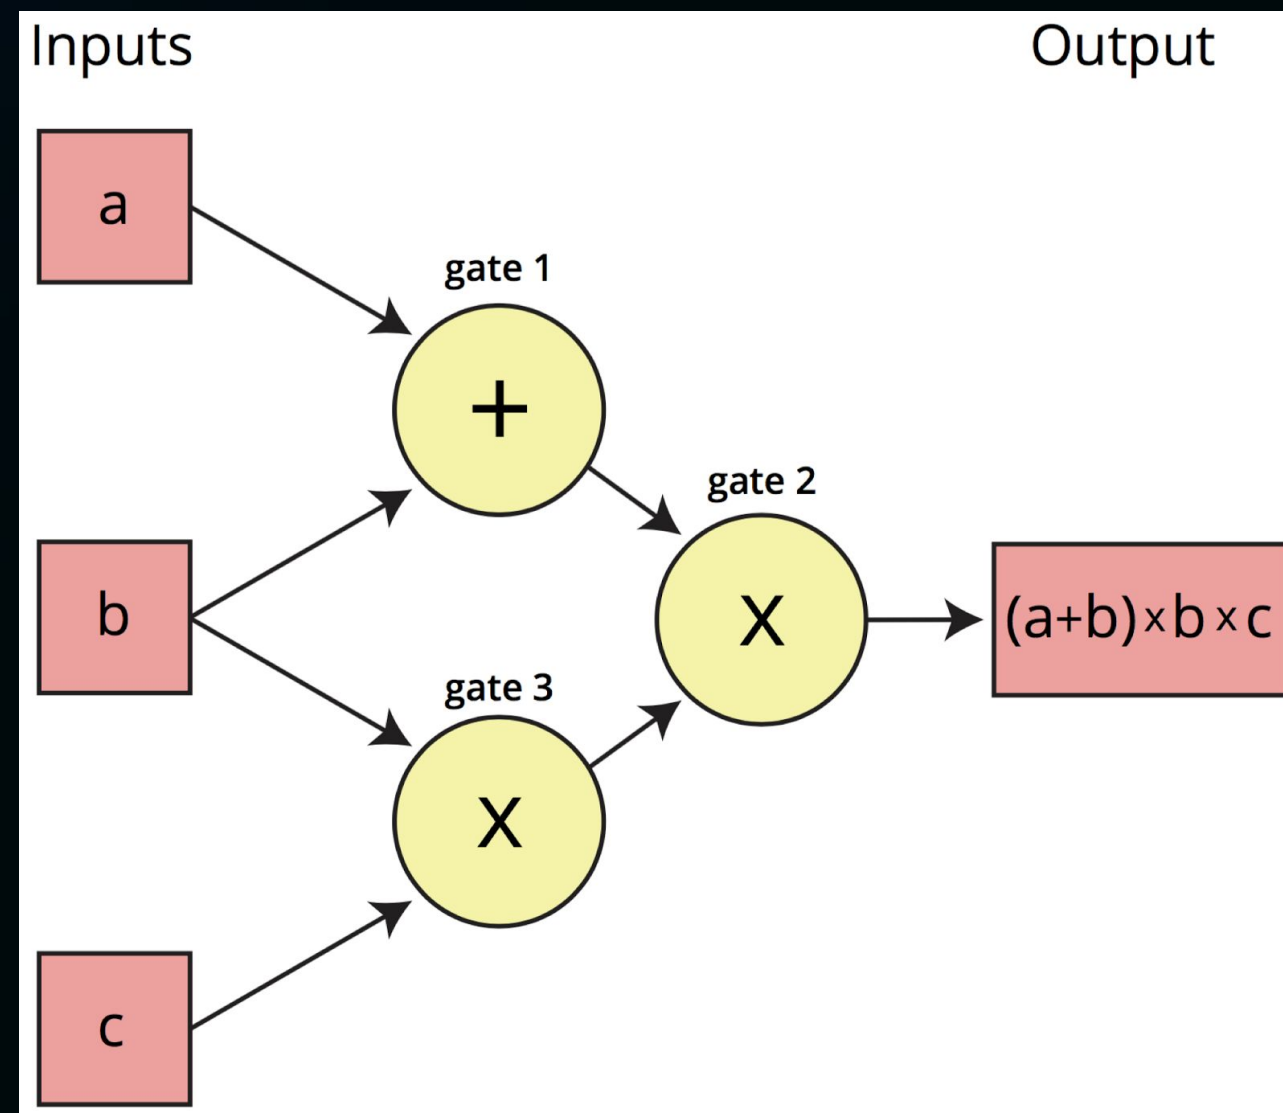 Inputs
Output
a
gate 1
+
gate 2
b
x
(a+b)×b×c
gate 3
x
c